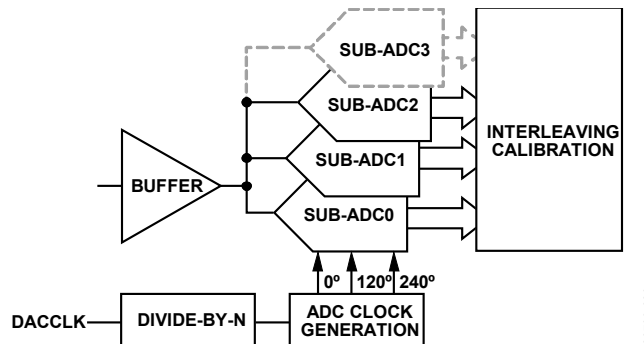 SUB-ADC3
SUB-ADC2
SUB-ADC1
SUB-ADC0
BUFFER
INTERLEAVING
CALIBRATION
0º
120º
240º
DACCLK
DIVIDE-BY-N
ADC CLOCK
GENERATION